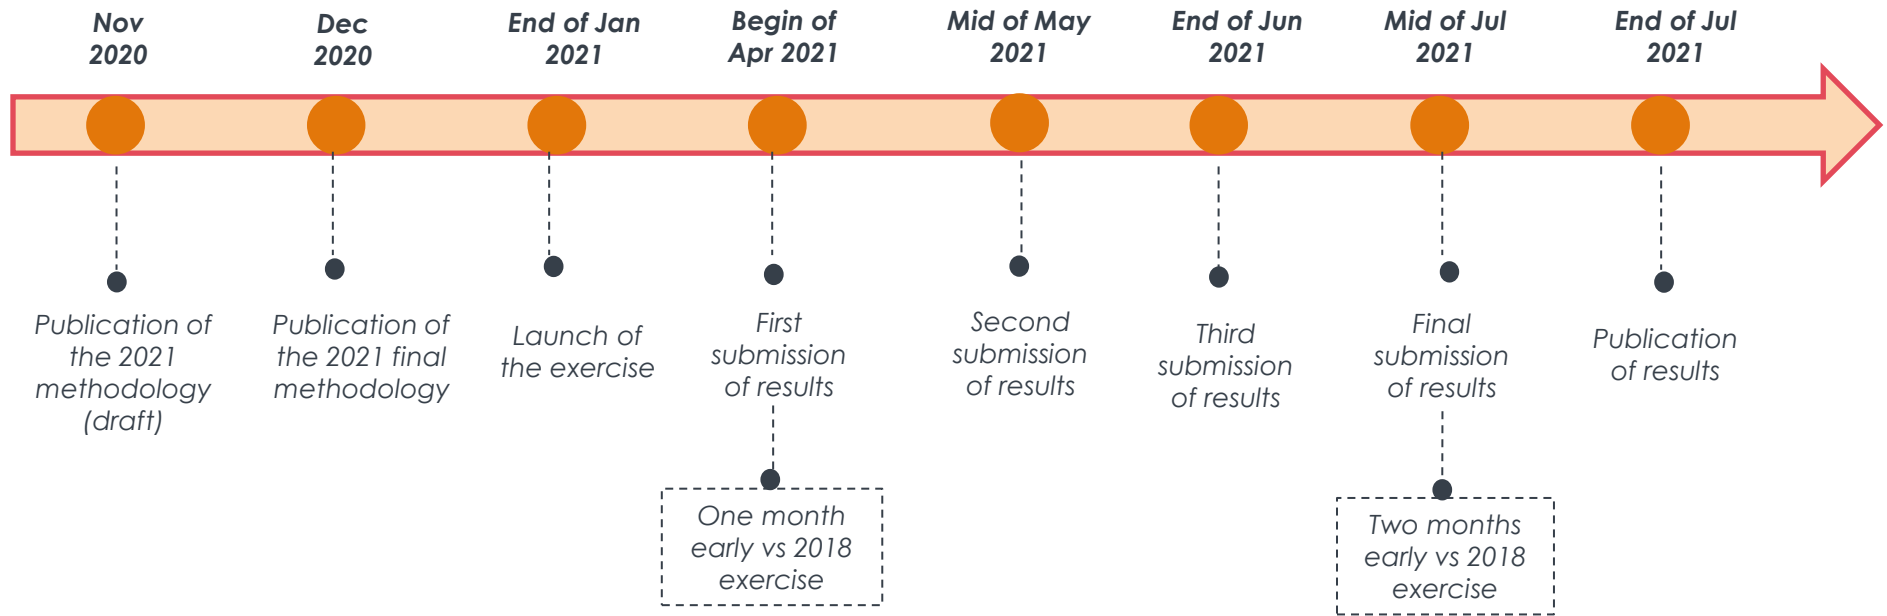 Nov
2020
Dec
2020
End of Jan
2021
Begin of
Apr 2021
Mid of May
2021
End of Jun
2021
Mid of Jul
2021
End of Jul
2021
Publication of
the 2021
methodology
(draft)
Publication of
the 2021 final
methodology
Launch of
the exercise
First
submission
of results
Second
submission
of results
Third
submission
of results
Final
submission
of results
Publication
of results
One month
early vs 2018
exercise
Two months
early vs 2018
exercise